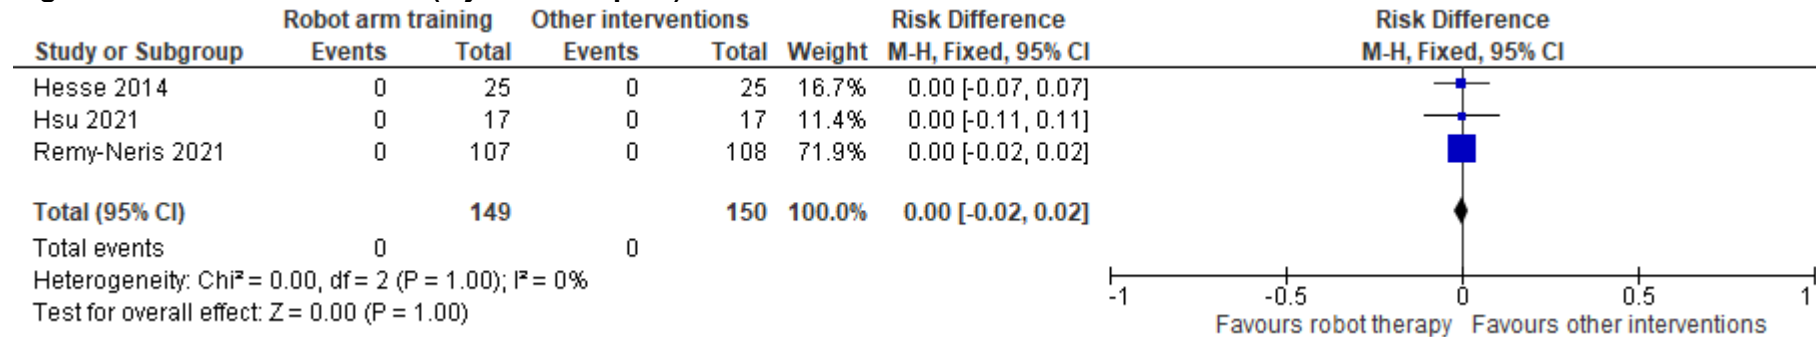 Robot arm training Other interventions Risk Difference Risk Difference
Study or Subgroup Events Total Events Total Weight M-H, Fixed, 95% CI M-H, Fixed, 95% CI
Hesse 2014 0 25 0 25 16.7% 0.00 [-0.07, 0.07]
Hsu 2021 0 17 0 17 11.4% 0.00 [-0.11, 0.11]
Remy-Neris 2021 0 107 0 108 71.9% 0.00 [-0.02, 0.02]
Total (95% CI) 149 150 100.0% 0.00 [-0.02, 0.02]
Total events 0 0
Heterogeneity: Chi² = 0.00, df = 2 (P = 1.00); I² = 0%
Test for overall effect: Z = 0.00 (P = 1.00)
-1 -0.5 0 0.5 1
Favours robot therapy Favours other interventions